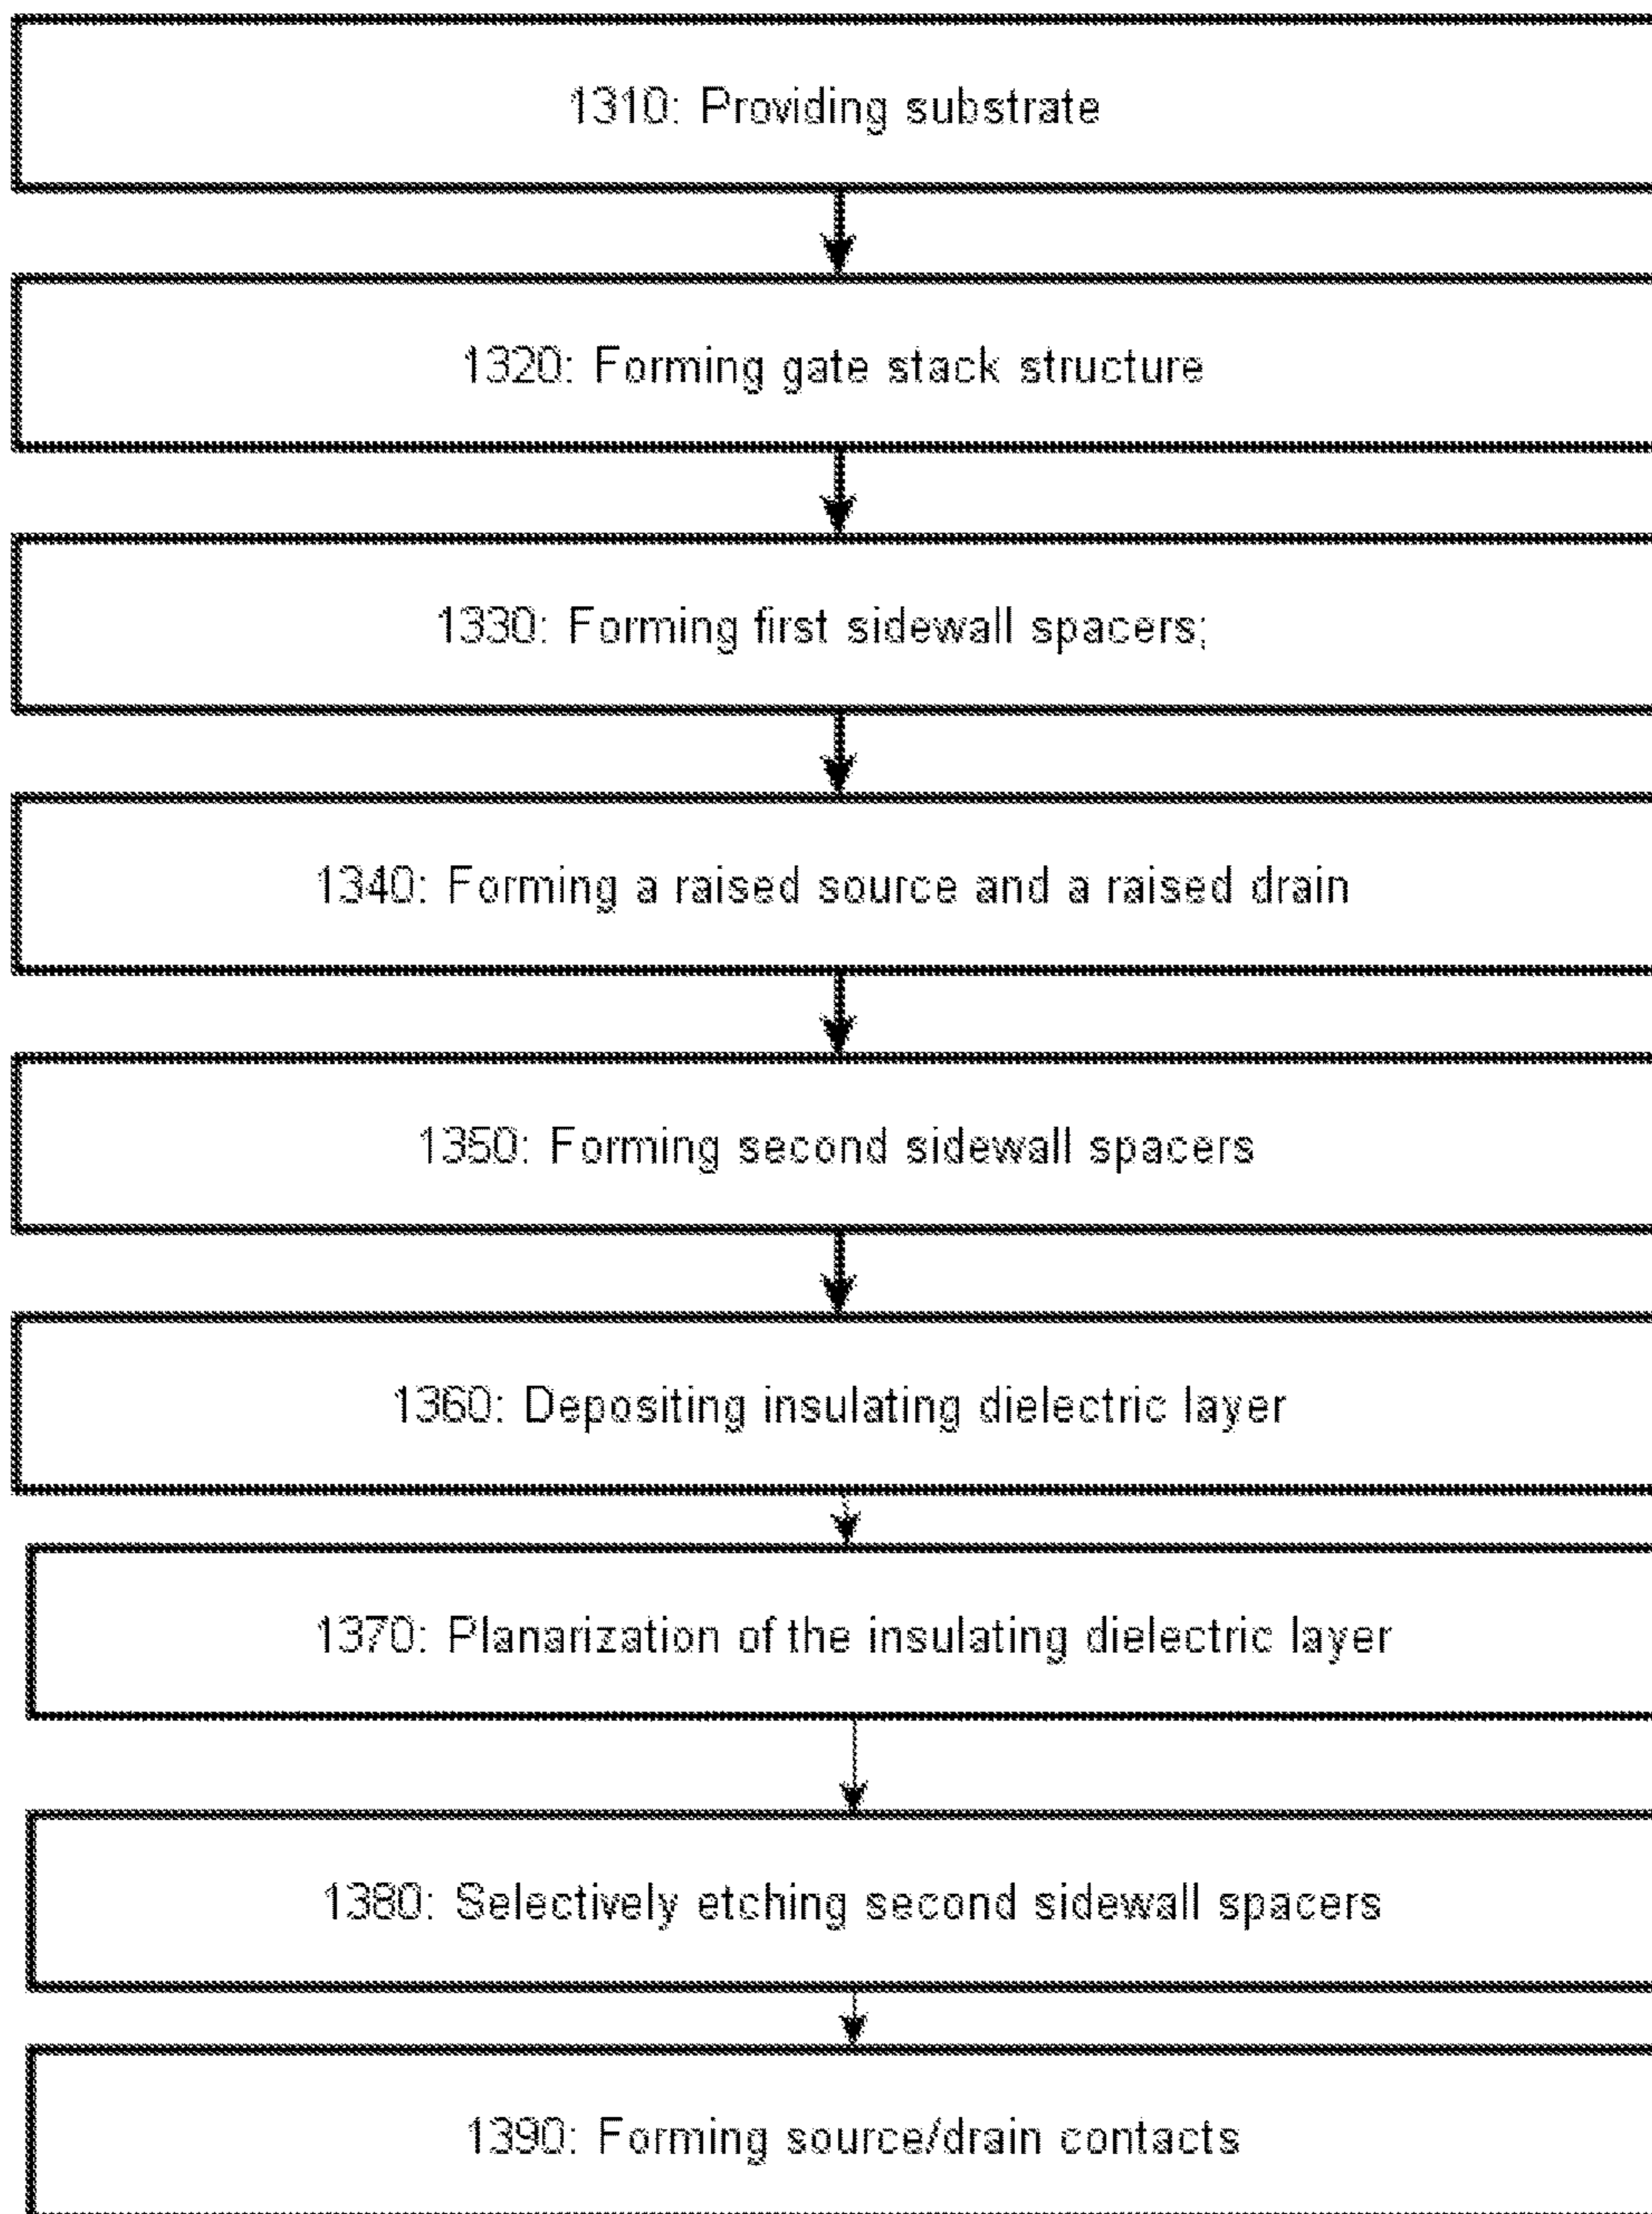 1310: Providing substrate
1320: Forming gate stack structure
1330: Forming first sidewall spacers;
1340: Forming a raised source and a raised drain
1350: Forming second sidewall spacers
1360: Depositing insulating dielectric layer
1370: Planarization of the insulating dielectric layer
1380: Selectively etching second sidewall spacers
1390: Forming source/drain contacts